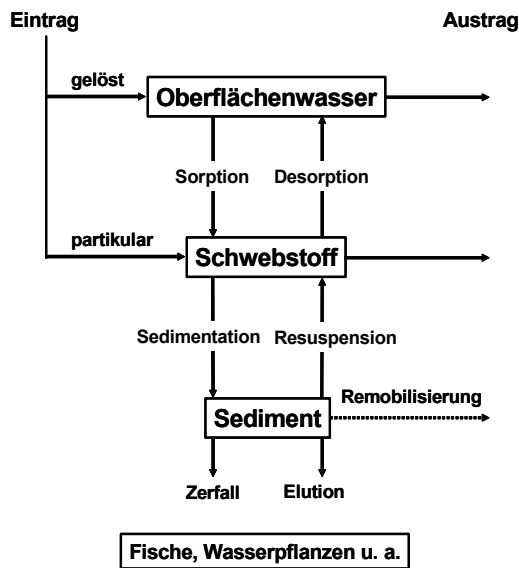 Eintrag
Austrag
gelöst
Oberflächenwasser
Sorption
Desorption
partikular
Schwebstoff
Sedimentation
Resuspension
Remobilisierung
Sediment
Zerfall
Elution
Fische, Wasserpflanzen u. a.